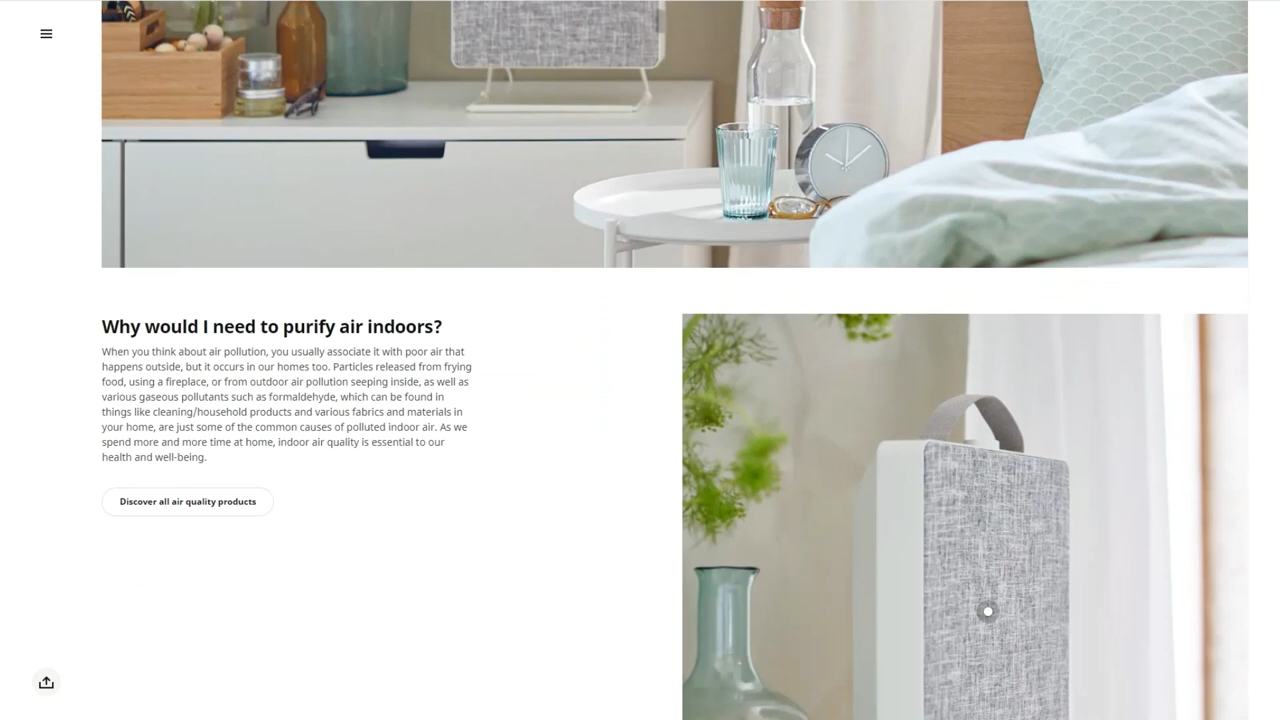 Why would I need to purify air indoors?
When you think about air pollution, you usually associate it with poor air that
happens outside, but it occurs in our homes too. Particles released from frying
food, using a fireplace, or from outdoor air pollution seeping inside, as well as
various gaseous pollutants such as formaldehyde, which can be found in
things like cleaning/household products and various fabrics and materials in
your home, are just some of the common causes of polluted indoor air. As we
spend more and more time at home, indoor air quality is essential to our
health and well-being.
Discover all air quality products